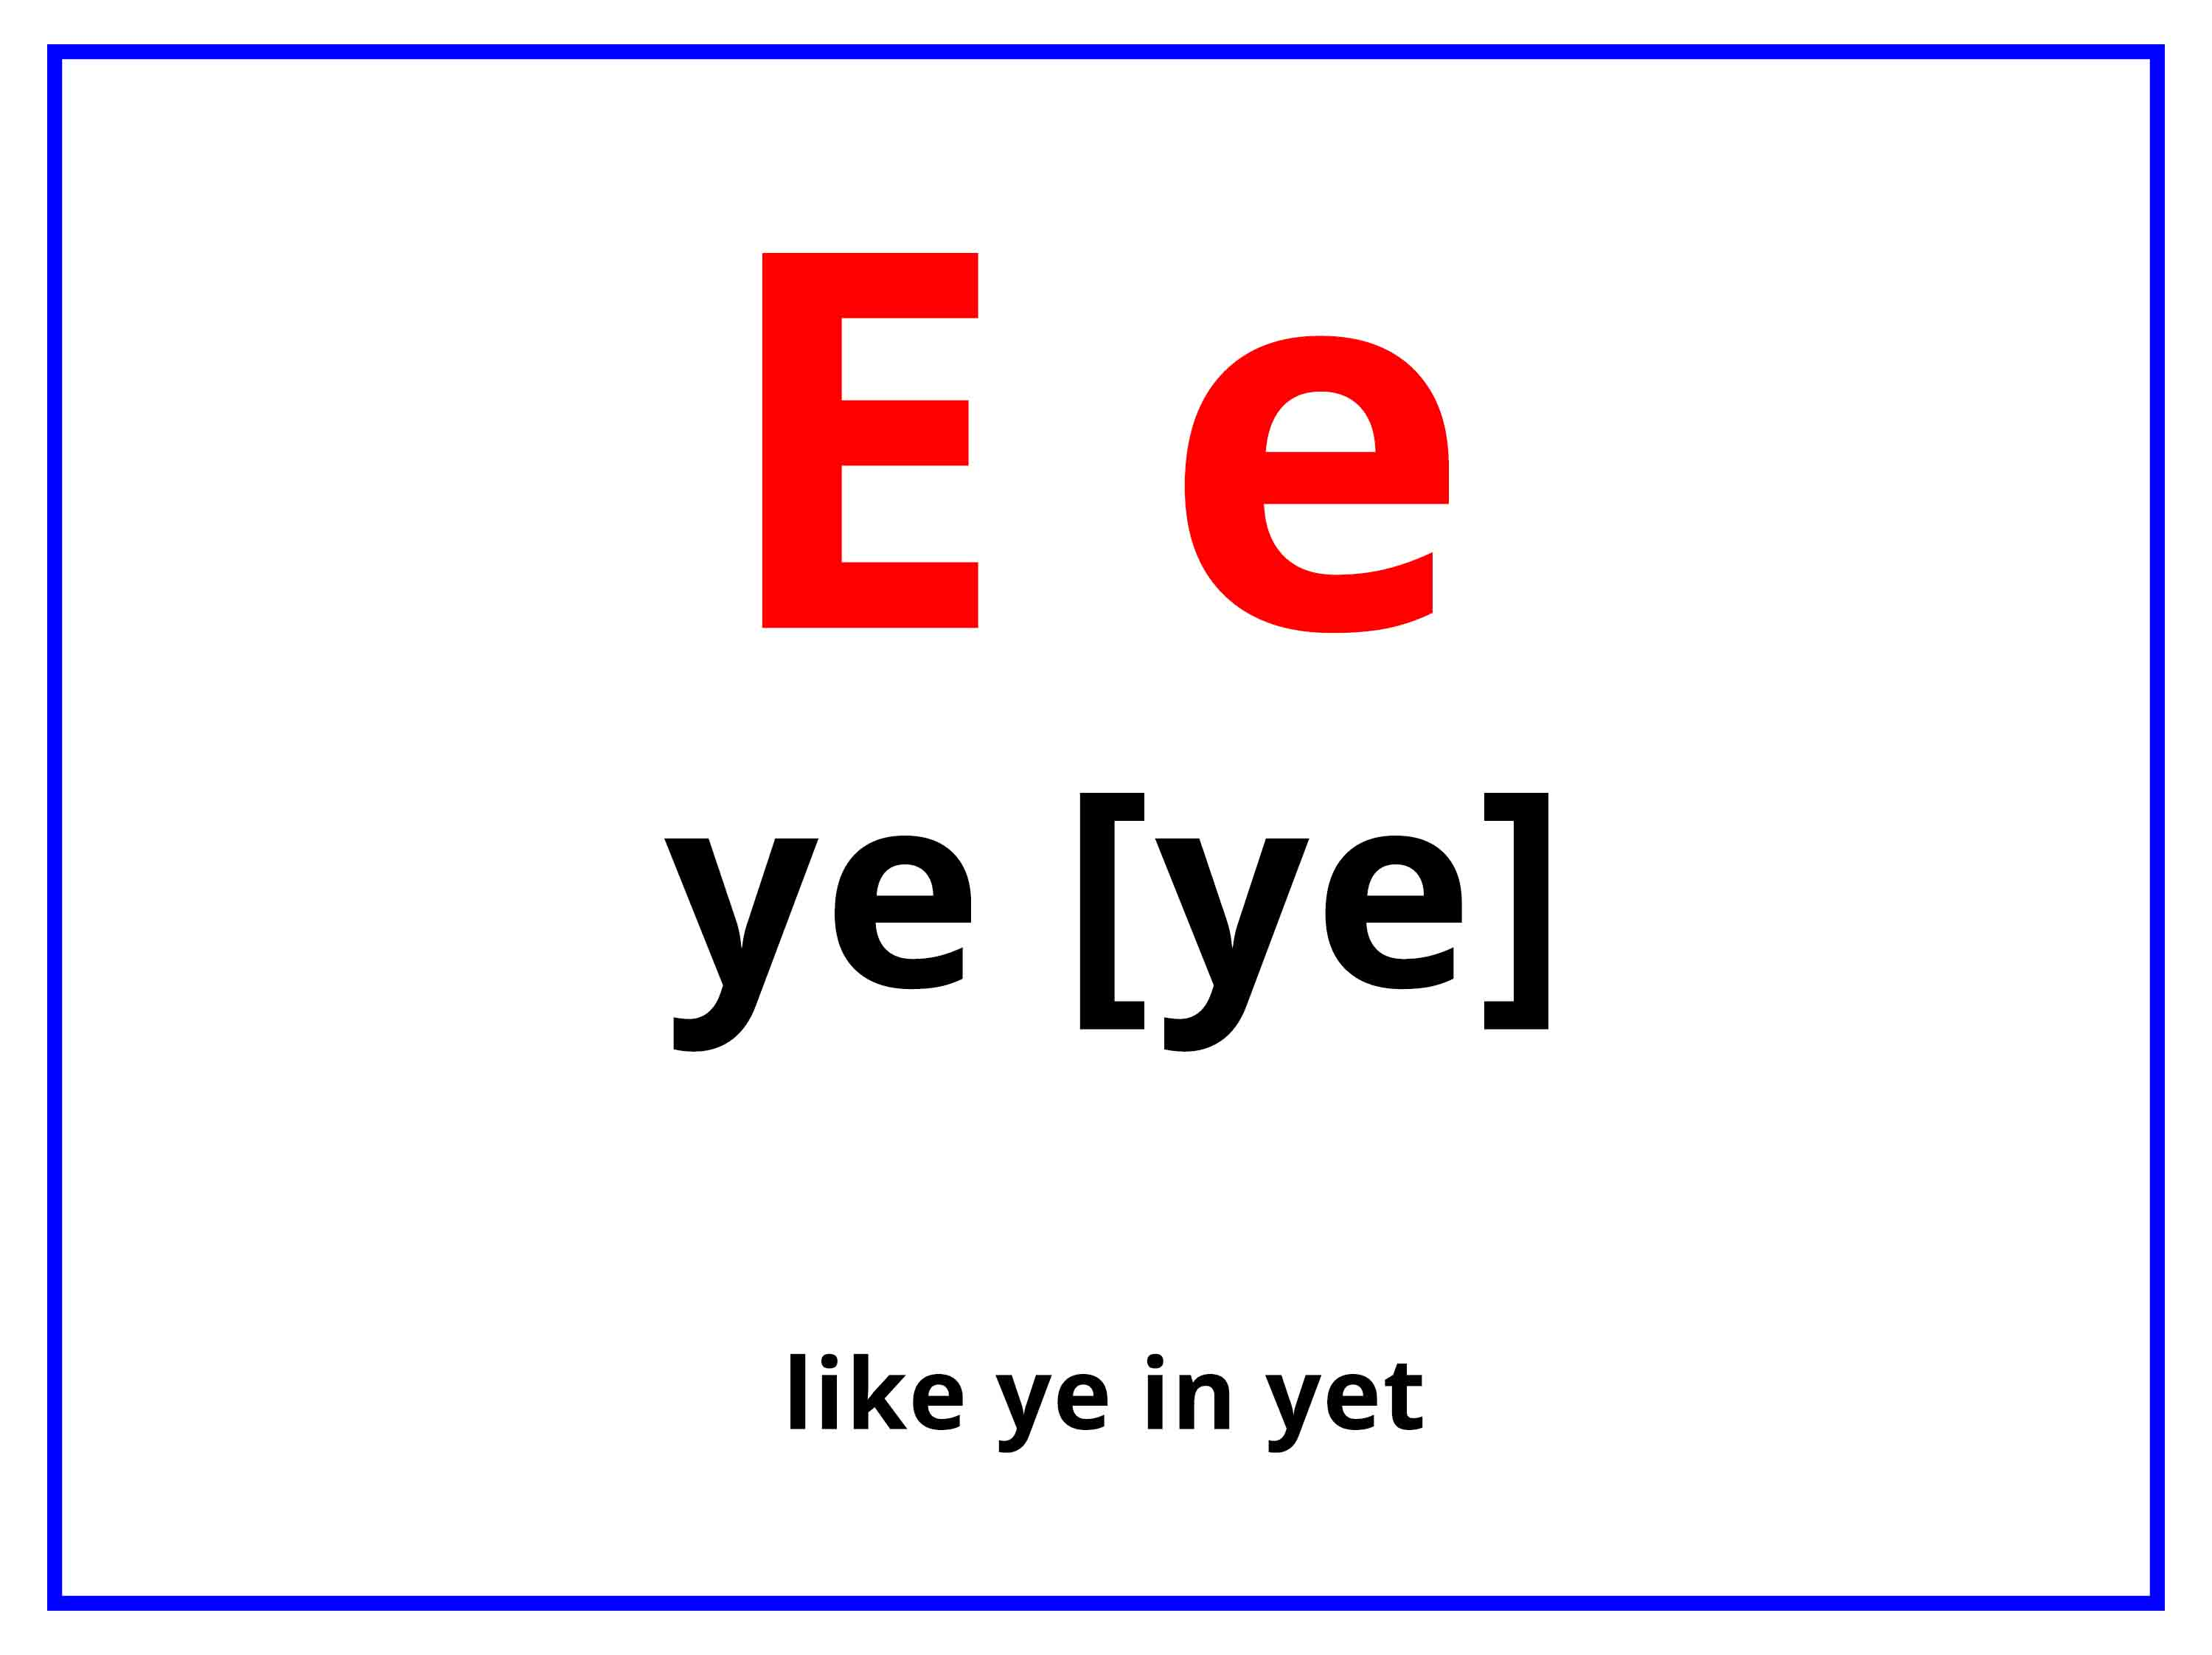 Е е
ye [ye]
like ye in yet